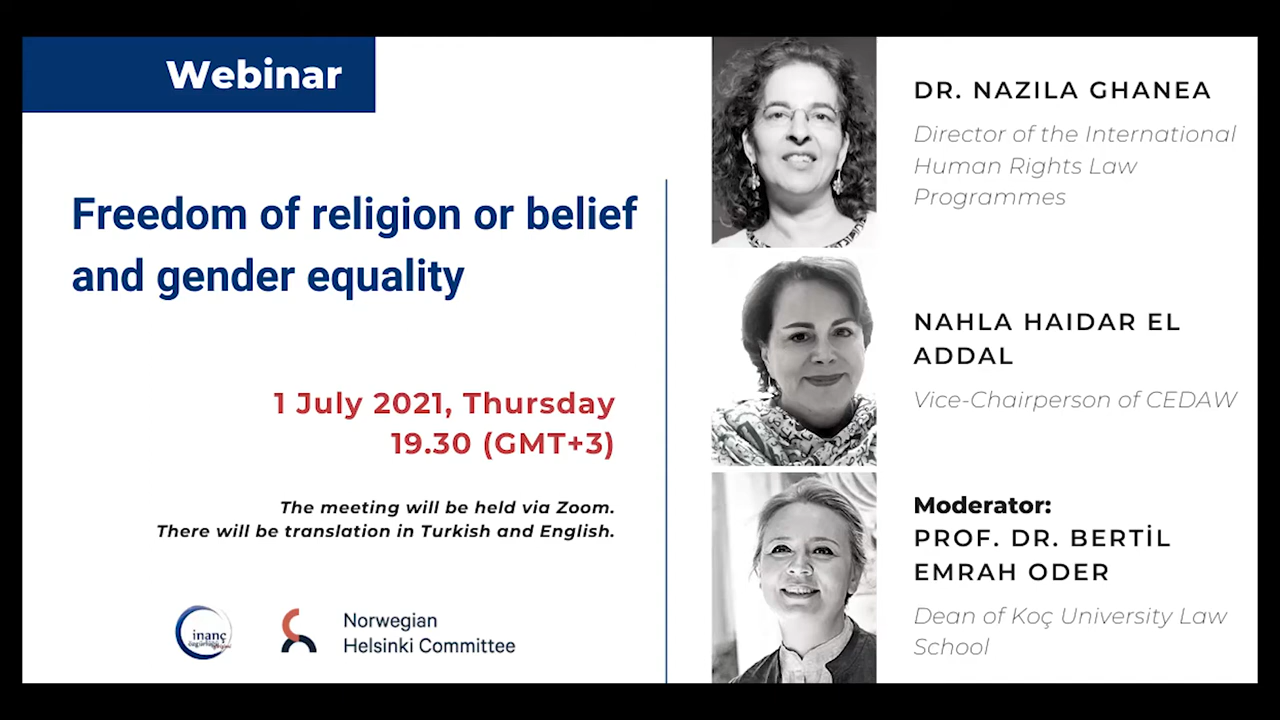 Webinar
Freedom of religion or belief
and gender equality
1 July 2021, Thursday
19.30 (GMT+3)
The meeting will be held via Zoom.
There will be translation in Turkish and English.
inanç
özgürlüğü
girişimi
Norwegian
Helsinki Committee
DR. NAZILA GHANEA
Director of the International
Human Rights Law
Programmes
NAHLA HAIDAR EL
ADDAL
Vice-Chairperson of CEDAW
Moderator:
PROF. DR. BERTİL
EMRAH ODER
Dean of Koç University Law
School